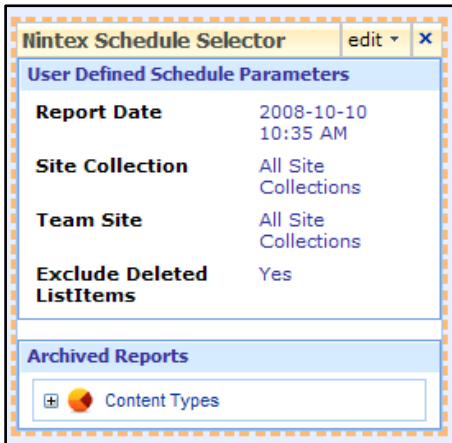 Nintex Schedule Selector edit
User Defined Schedule Parameters
Report Date 2008-10-10
10:35 AM
Site Collection All Site
Collections
Team Site All Site
Collections
Exclude Deleted Yes
ListItems
Archived Reports
Content Types